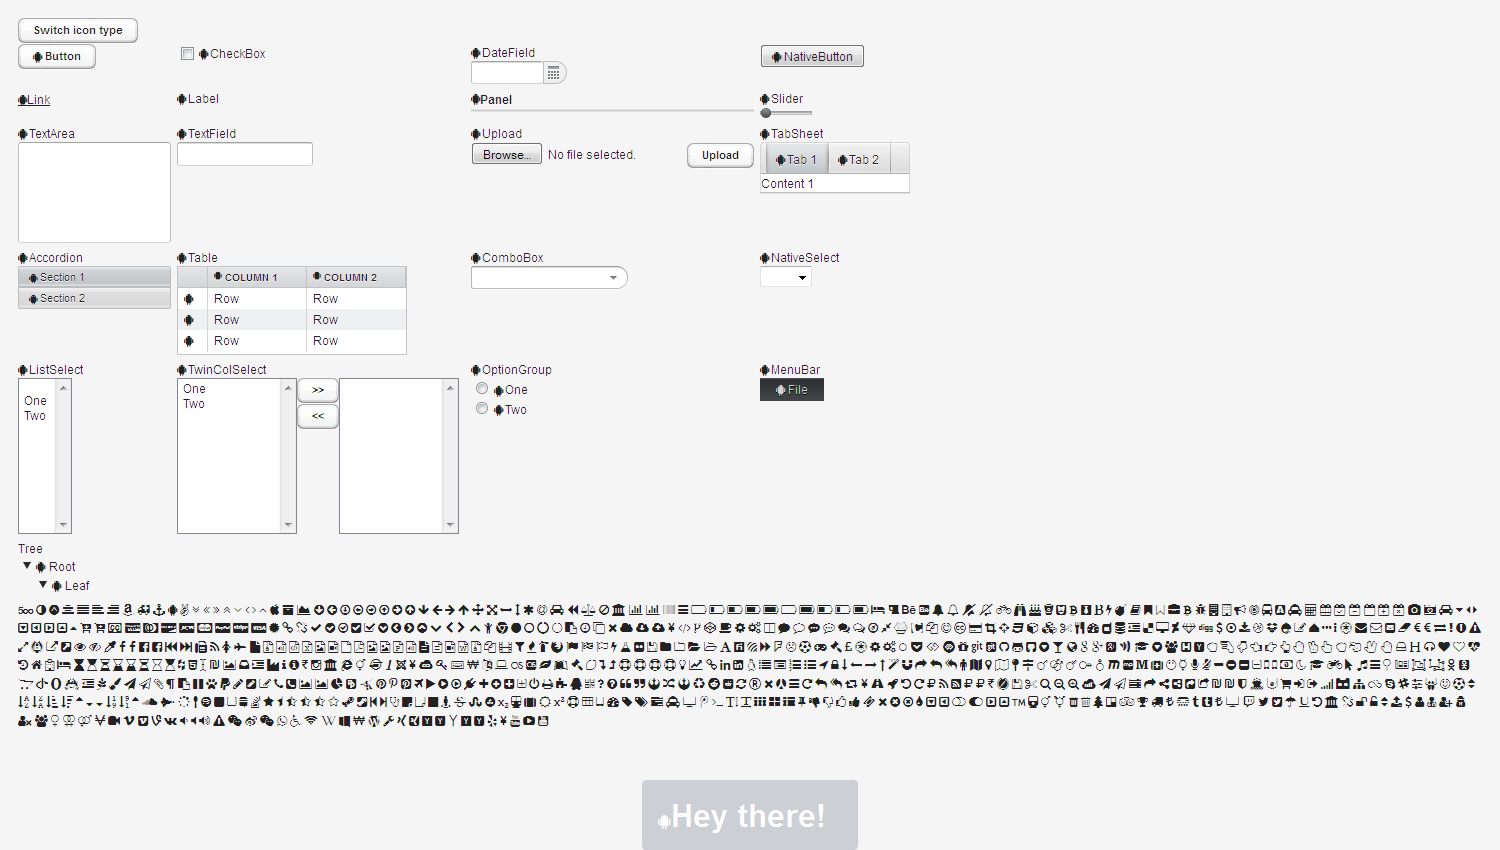 Switch icon type
Button
CheckBox
DateField
NativeButton
Link
Label
Panel
Slider
TextArea
TextField
Upload
TabSheet
Browse... No file selected. Upload
Tab 1 Tab 2
Content 1
Accordion
Table
ComboBox
NativeSelect
Section 1
Section 2
COLUMN 1 COLUMN 2
Row Row
Row Row
Row Row
ListSelect
TwinColSelect
OptionGroup
MenuBar
One
Two
One
Two
>>
<<
One
Two
File
Tree
Root
Leaf
Hey there!